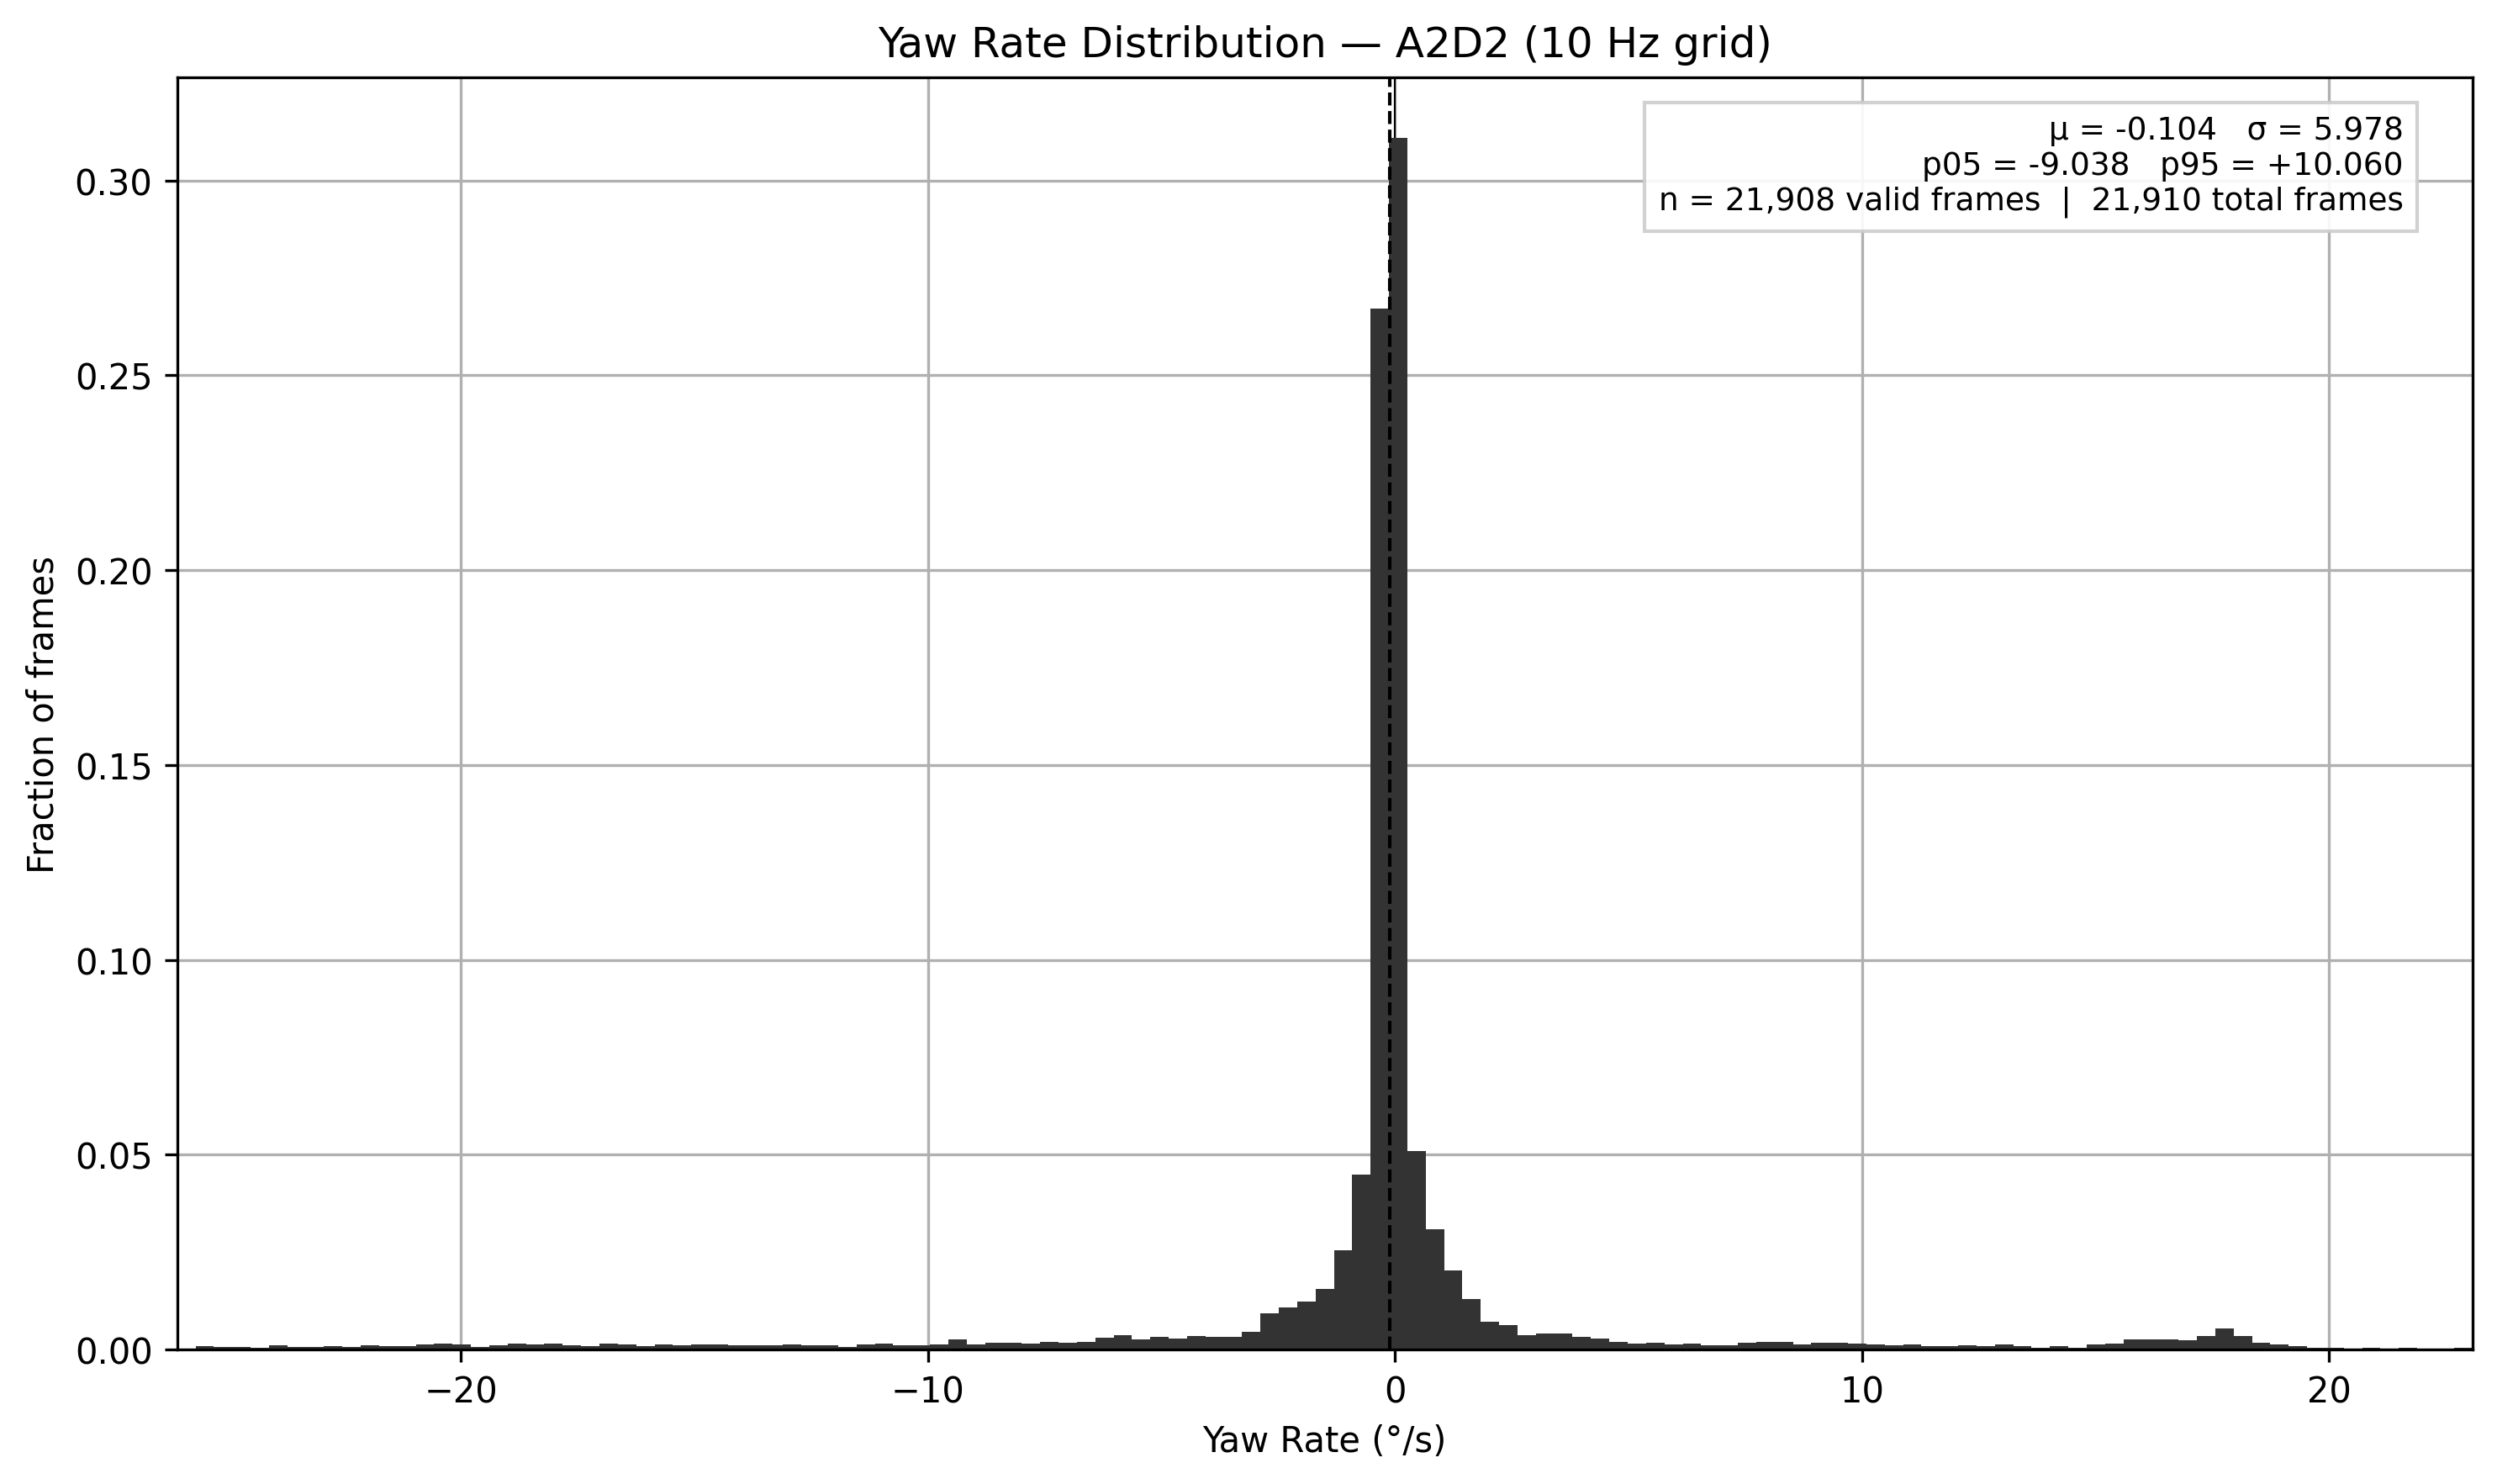 Yaw Rate Distribution — A2D2 (10 Hz grid)
µ = -0.104   σ = 5.978
p05 = -9.038   p95 = +10.060
n = 21,908 valid frames  |  21,910 total frames
Fraction of frames
0.30
0.25
0.20
0.15
0.10
0.05
0.00
−20
−10
0
10
20
Yaw Rate (°/s)